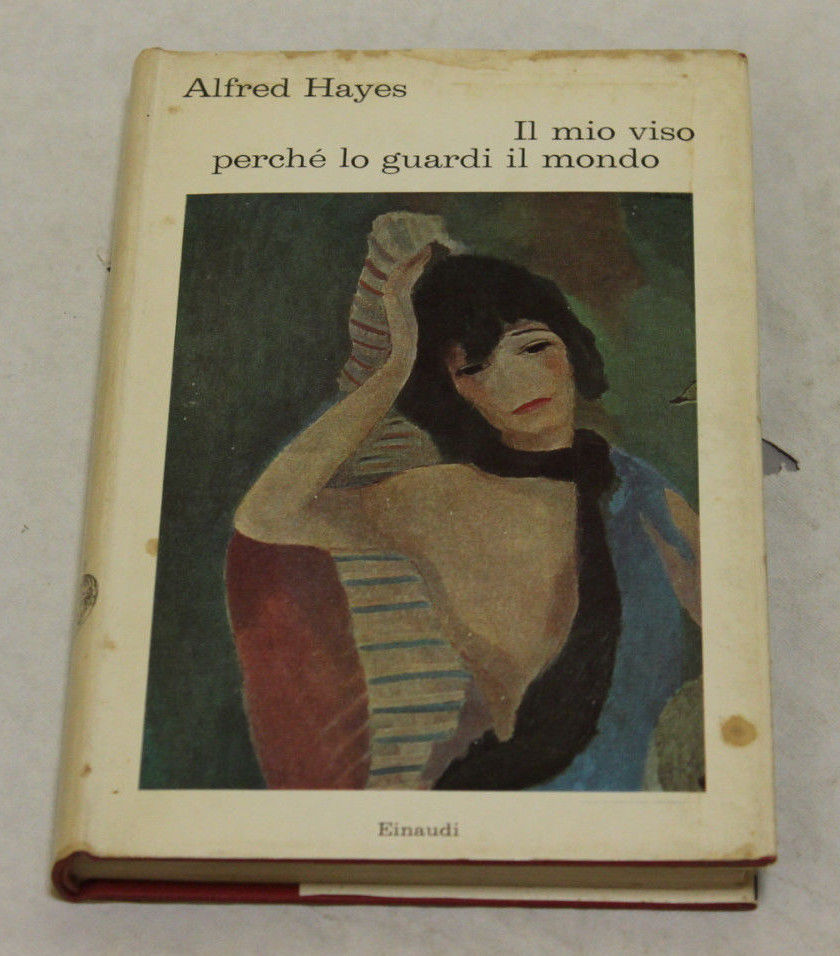 Alfred Hayes
Il mio viso
perché lo guardi il mondo
Einaudi